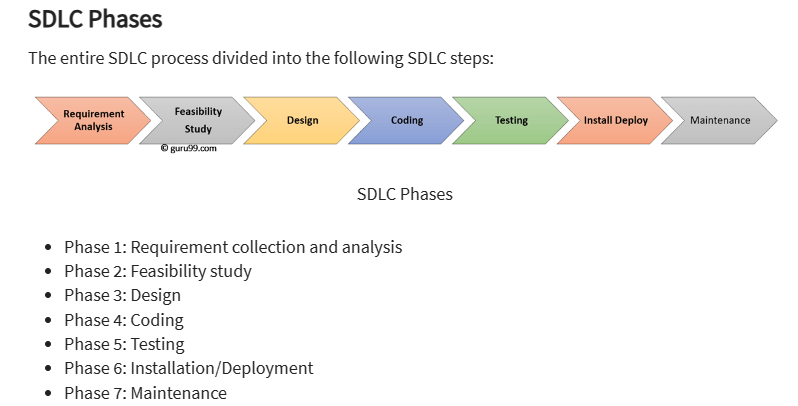 SDLC Phases
The entire SDLC process divided into the following SDLC steps:
Requirement
Analysis
Feasibility
Study
Design
Coding
Testing
Install Deploy
Maintenance
© guru99.com
SDLC Phases
• Phase 1: Requirement collection and analysis
• Phase 2: Feasibility study
• Phase 3: Design
• Phase 4: Coding
• Phase 5: Testing
• Phase 6: Installation/Deployment
• Phase 7: Maintenance